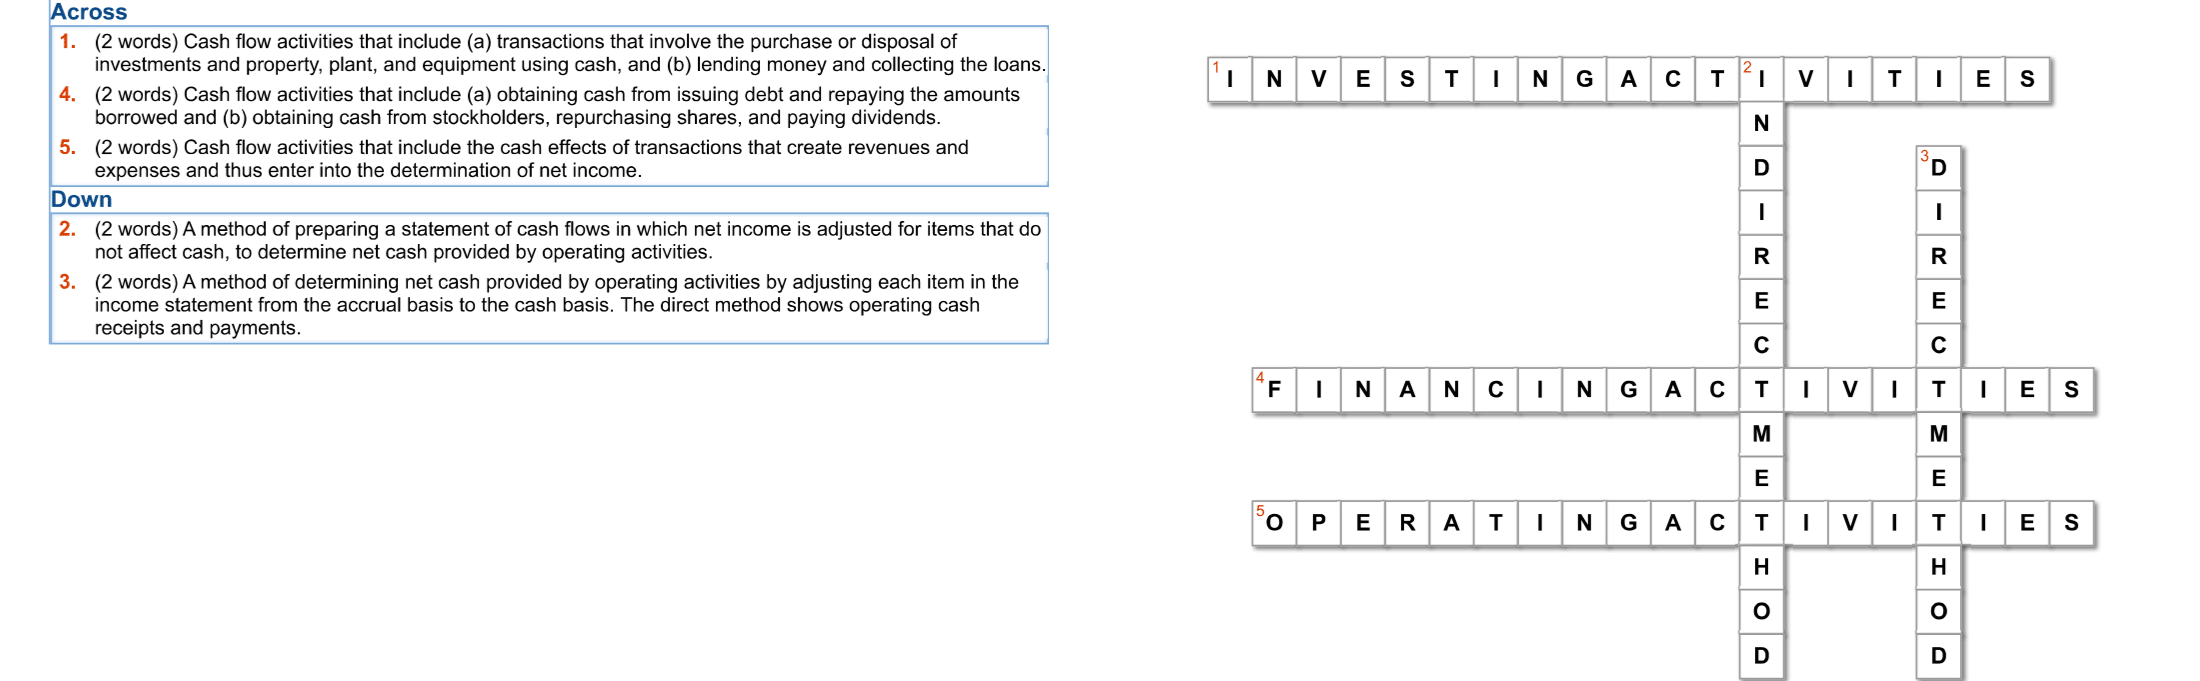 Across
1. (2 words) Cash flow activities that include (a) transactions that involve the purchase or disposal of
investments and property, plant, and equipment using cash, and (b) lending money and collecting the loans.
4. (2 words) Cash flow activities that include (a) obtaining cash from issuing debt and repaying the amounts
borrowed and (b) obtaining cash from stockholders, repurchasing shares, and paying dividends.
5. (2 words) Cash flow activities that include the cash effects of transactions that create revenues and
expenses and thus enter into the determination of net income.
Down
2. (2 words) A method of preparing a statement of cash flows in which net income is adjusted for items that do
not affect cash, to determine net cash provided by operating activities.
3. (2 words) A method of determining net cash provided by operating activities by adjusting each item in the
income statement from the accrual basis to the cash basis. The direct method shows operating cash
receipts and payments.
1 I N V E S T I N G A C T 2 I V I T I E S
N
D 3 D
I I
R R
E E
C C
4 F I N A N C I N G A C T I V I T I E S
M M
E E
5 O P E R A T I N G A C T I V I T I E S
H H
O O
D D